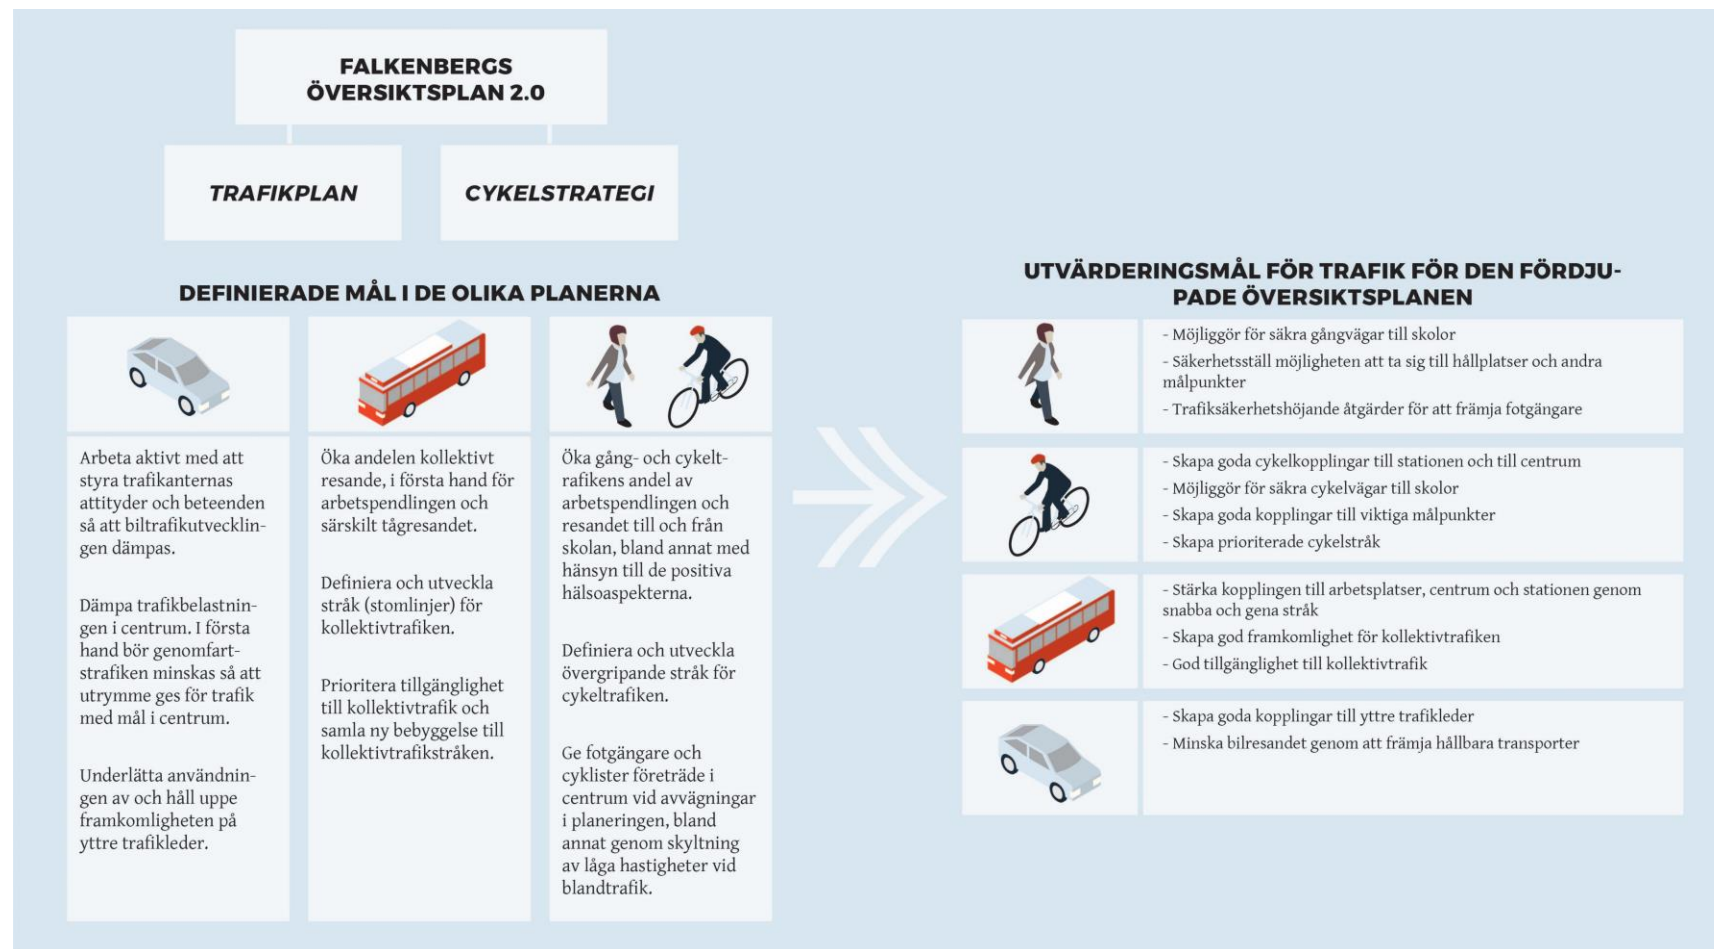 FALKENBERGS
ÖVERSIKTSPLAN 2.0
TRAFIKPLAN
CYKELSTRATEGI
DEFINIERADE MÅL I DE OLIKA PLANERNA
Arbeta aktivt med att
styra trafikanternas
attityder och beteenden
så att biltrafikutvecklin-
gen dämpas.
Dämpa trafikbelastnin-
gen i centrum. I första
hand bör genomfart-
strafiken minskas så att
utrymme ges för trafik
med mål i centrum.
Underlätta användnin-
gen av och håll uppe
framkomligheten på
yttre trafikleder.
Öka andelen kollektivt
resande, i första hand för
arbetspendlingen och
särskilt tågresandet.
Definiera och utveckla
stråk (stomlinjer) för
kollektivtrafiken.
Prioritera tillgänglighet
till kollektivtrafik och
samla ny bebyggelse till
kollektivtrafikstråken.
Öka gång- och cykelt-
rafikens andel av
arbetspendlingen och
resandet till och från
skolan, bland annat med
hänsyn till de positiva
hälsoaspekterna.
Definiera och utveckla
övergripande stråk för
cykeltrafiken.
Ge fotgängare och
cyklister företräde i
centrum vid avvägningar
i planeringen, bland
annat genom skyltning
av låga hastigheter vid
blandtrafik.
UTVÄRDERINGSMÅL FÖR TRAFIK FÖR DEN FÖRDJU-
PADE ÖVERSIKTSPLANEN
- Möjliggör för säkra gångvägar till skolor
- Säkerhetsställ möjligheten att ta sig till hållplatser och andra
målpunkter
- Trafiksäkerhetshöjande åtgärder för att främja fotgängare
- Skapa goda cykelkopplingar till stationen och till centrum
- Möjliggör för säkra cykelvägar till skolor
- Skapa goda kopplingar till viktiga målpunkter
- Skapa prioriterade cykelstråk
- Stärka kopplingen till arbetsplatser, centrum och stationen genom
snabba och gena stråk
- Skapa god framkomlighet för kollektivtrafiken
- God tillgänglighet till kollektivtrafik
- Skapa goda kopplingar till yttre trafikleder
- Minska bilresandet genom att främja hållbara transporter